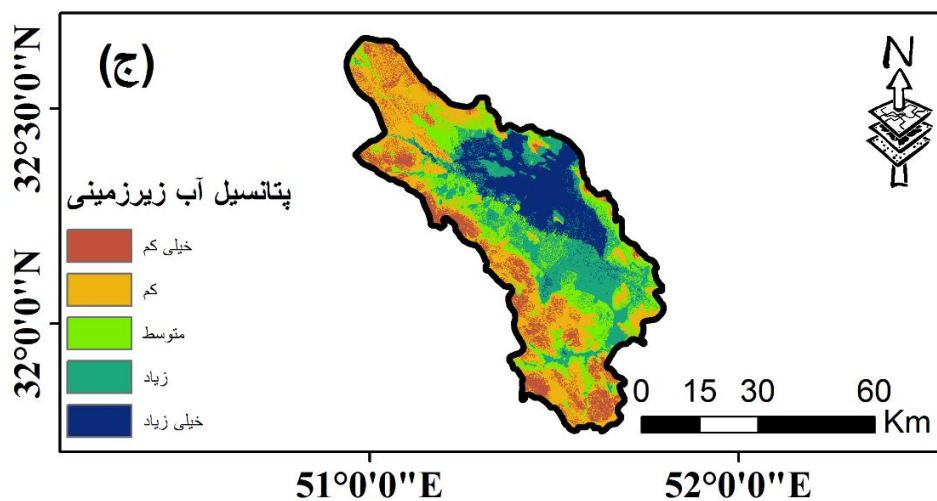 (ج)
N
32°30'0"N
32°0'0"N
پتانسیل آب زیرزمینی
خیلی کم
کم
متوسط
زیاد
خیلی زیاد
0 15 30 60
Km
51°0'0"E 52°0'0"E